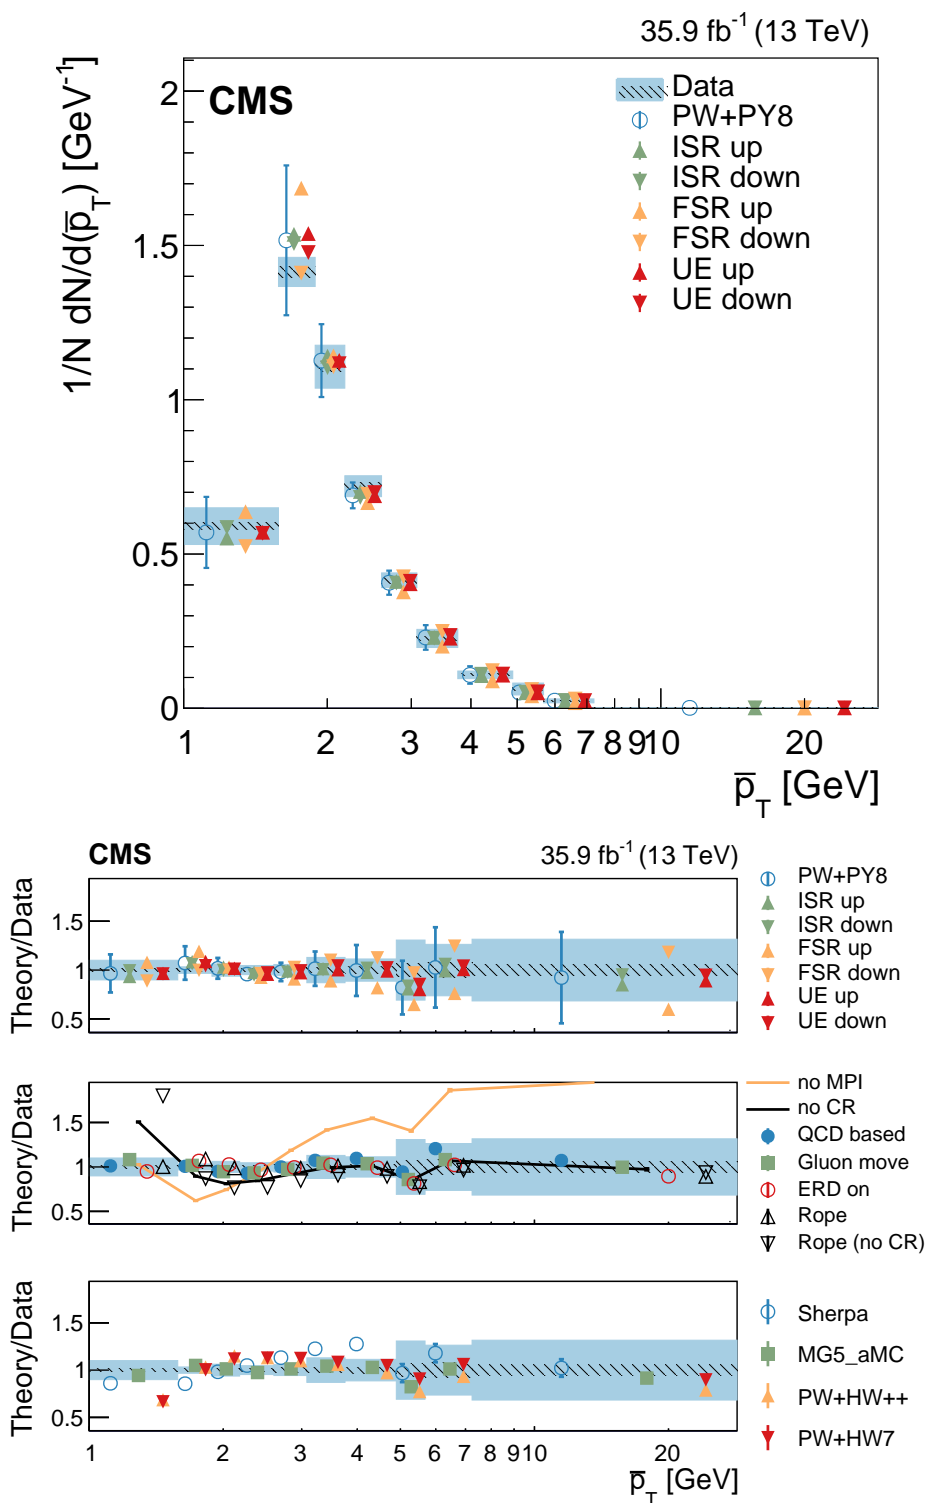 35.9 fb⁻¹ (13 TeV)
CMS
1/N dN/d(p̅_T) [GeV⁻¹]
Data
PW+PY8
ISR up
ISR down
FSR up
FSR down
UE up
UE down
2
1.5
1
0.5
0
1 2 3 4 5 6 7 8 910 20
p̅_T [GeV]
CMS 35.9 fb⁻¹ (13 TeV)
Theory/Data
1.5
1
0.5
PW+PY8
ISR up
ISR down
FSR up
FSR down
UE up
UE down
Theory/Data
1.5
1
0.5
no MPI
no CR
QCD based
Gluon move
ERD on
Rope
Rope (no CR)
Theory/Data
1.5
1
0.5
Sherpa
MG5_aMC
PW+HW++
PW+HW7
1 2 3 4 5 6 7 8 910 20
p̅_T [GeV]